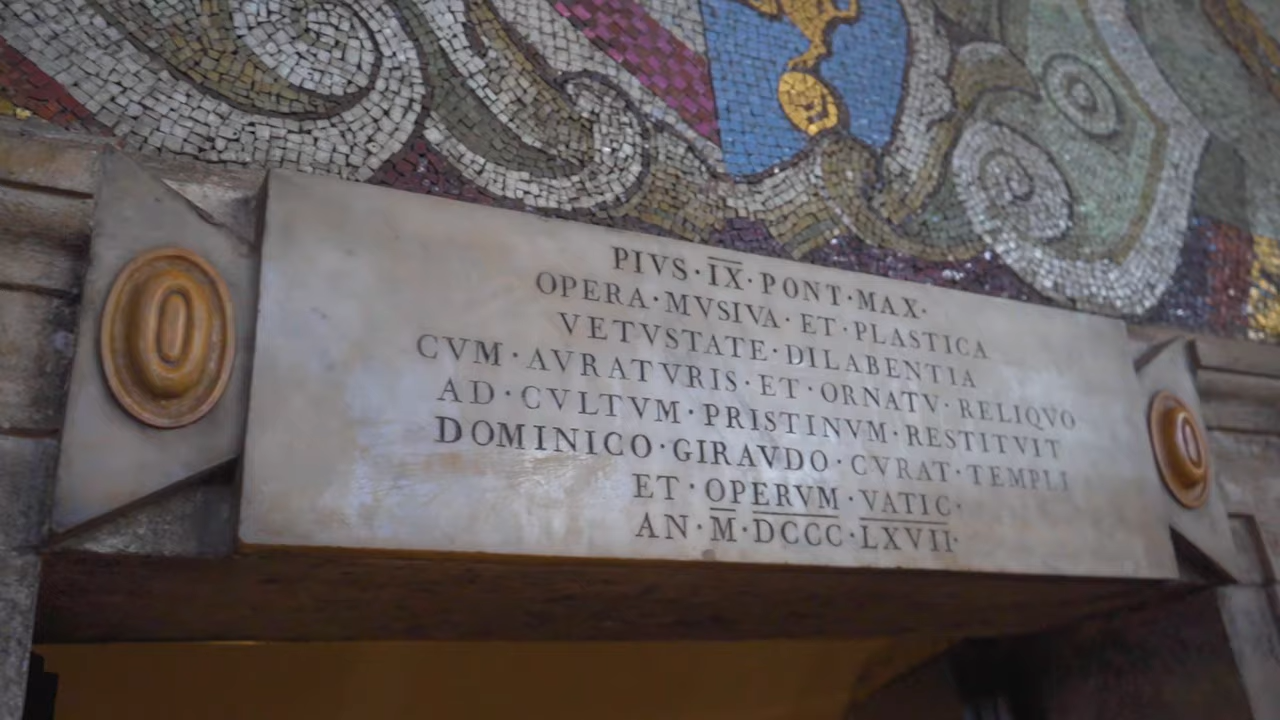 PIVS·IX·PONT·MAX·
OPERA·MVSIVA·ET·PLASTICA
VETVSTATE·DILABENTIA
CVM·AVRATVRIS·ET·ORNATV·RELIQVO
AD·CVLTVM·PRISTINVM·RESTITVIT
DOMINICO·GIRAVDO·CVRAT·TEMPLI
ET·OPERVM·VATIC·
AN·M·DCCC·LXVII·